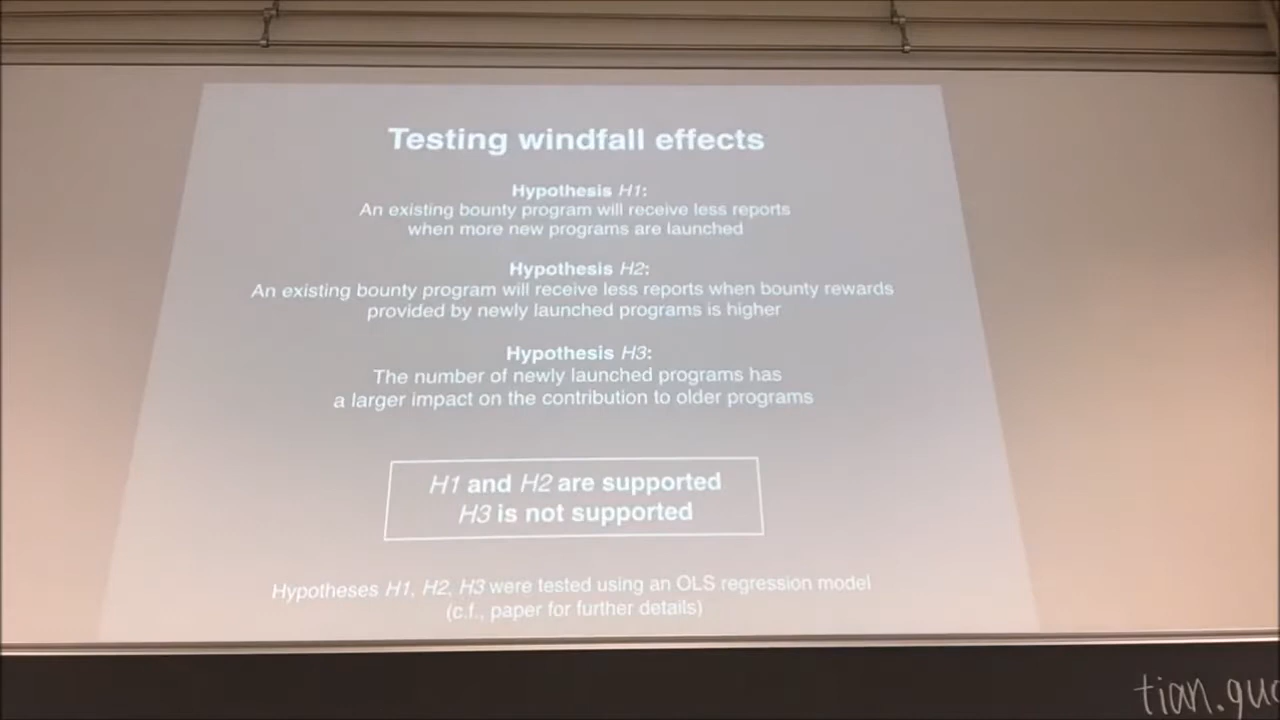 Testing windfall effects
Hypothesis H1:
An existing bounty program will receive less reports
when more new programs are launched
Hypothesis H2:
An existing bounty program will receive less reports when bounty rewards
provided by newly launched programs is higher
Hypothesis H3:
The number of newly launched programs has
a larger impact on the contribution to older programs
H1 and H2 are supported
H3 is not supported
Hypotheses H1, H2, H3 were tested using an OLS regression model
(c.f., paper for further details)